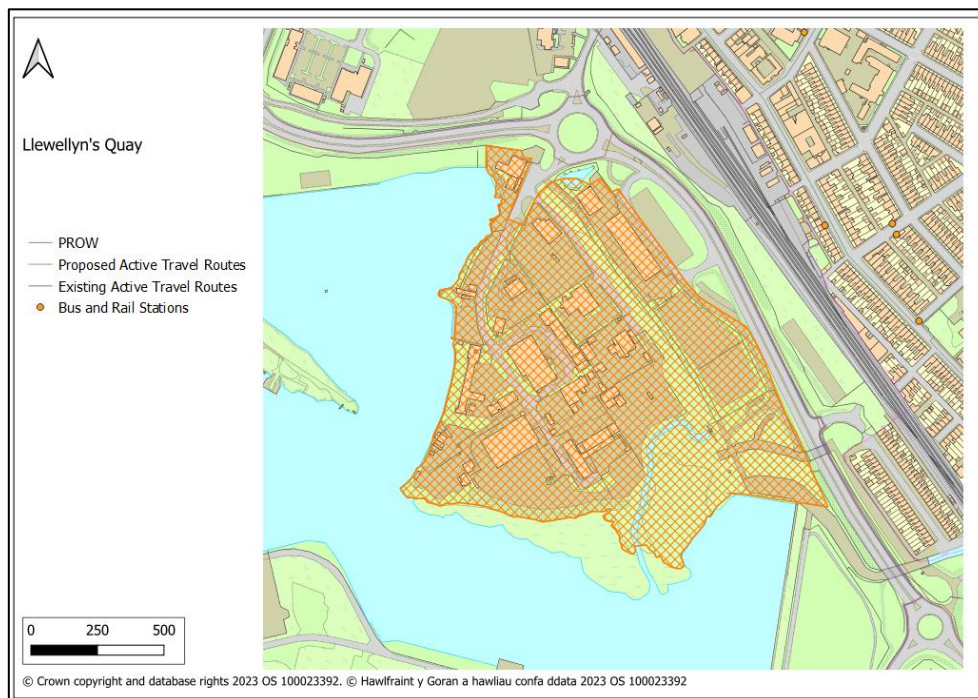 Llewellyn's Quay
PROW
Proposed Active Travel Routes
Existing Active Travel Routes
Bus and Rail Stations
0 250 500
© Crown copyright and database rights 2023 OS 100023392. © Hawlfraint y Goran a hawliau confa ddata 2023 OS 100023392